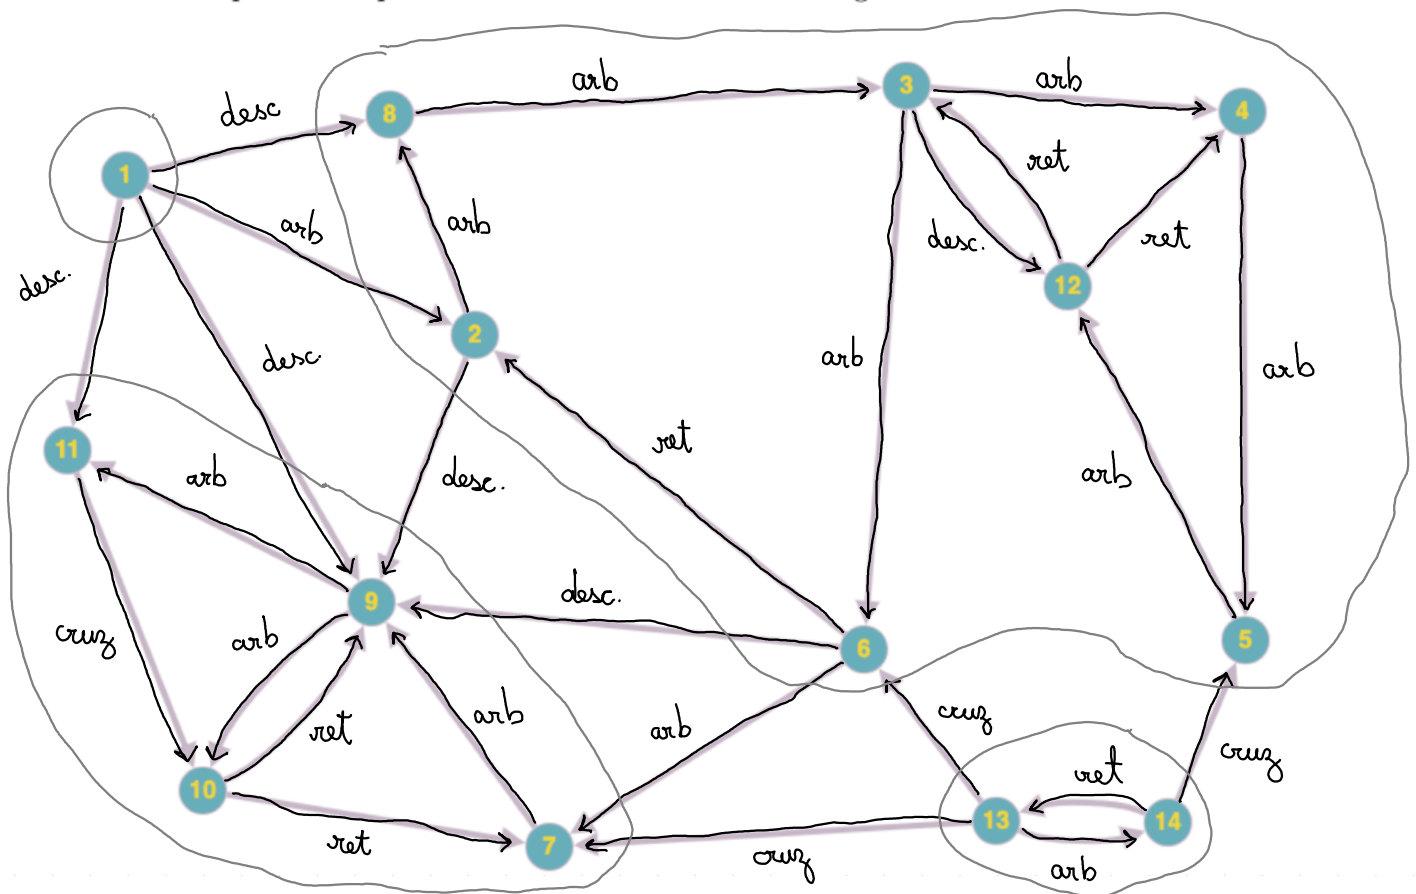 arb
arb
3
8
4
desc
1
ret
arb
arb
ret
desc.
desc.
12
2
arb
arb
desc.
ret
11
arb
desc.
arb
desc.
9
cruz
arb
6
5
ret
arb
arb
cruz
cruz
ret
10
13
14
7
ret
cruz
arb